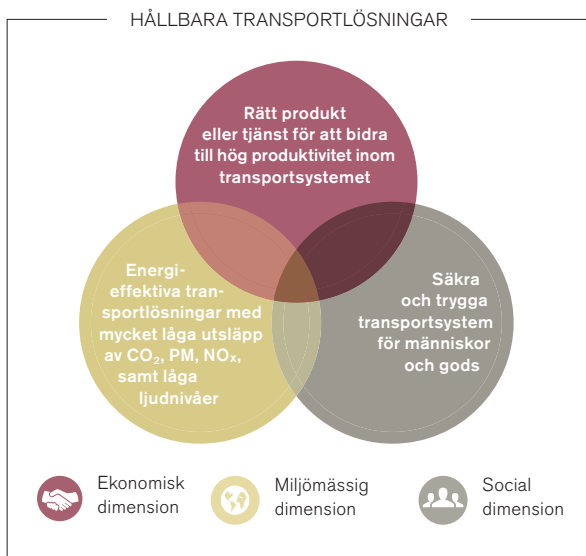 HÅLLBARA TRANSPORTLÖSNINGAR
Rätt produkt
eller tjänst för att bidra
till hög produktivitet inom
transportsystemet
Energi-
effektiva tran-
sportlösningar med
mycket låga utsläpp
av CO₂, PM, NOₓ,
samt låga
ljudnivåer
Säkra
och trygga
transportsystem
för människor
och gods
Ekonomisk
dimension
Miljömässig
dimension
Social
dimension